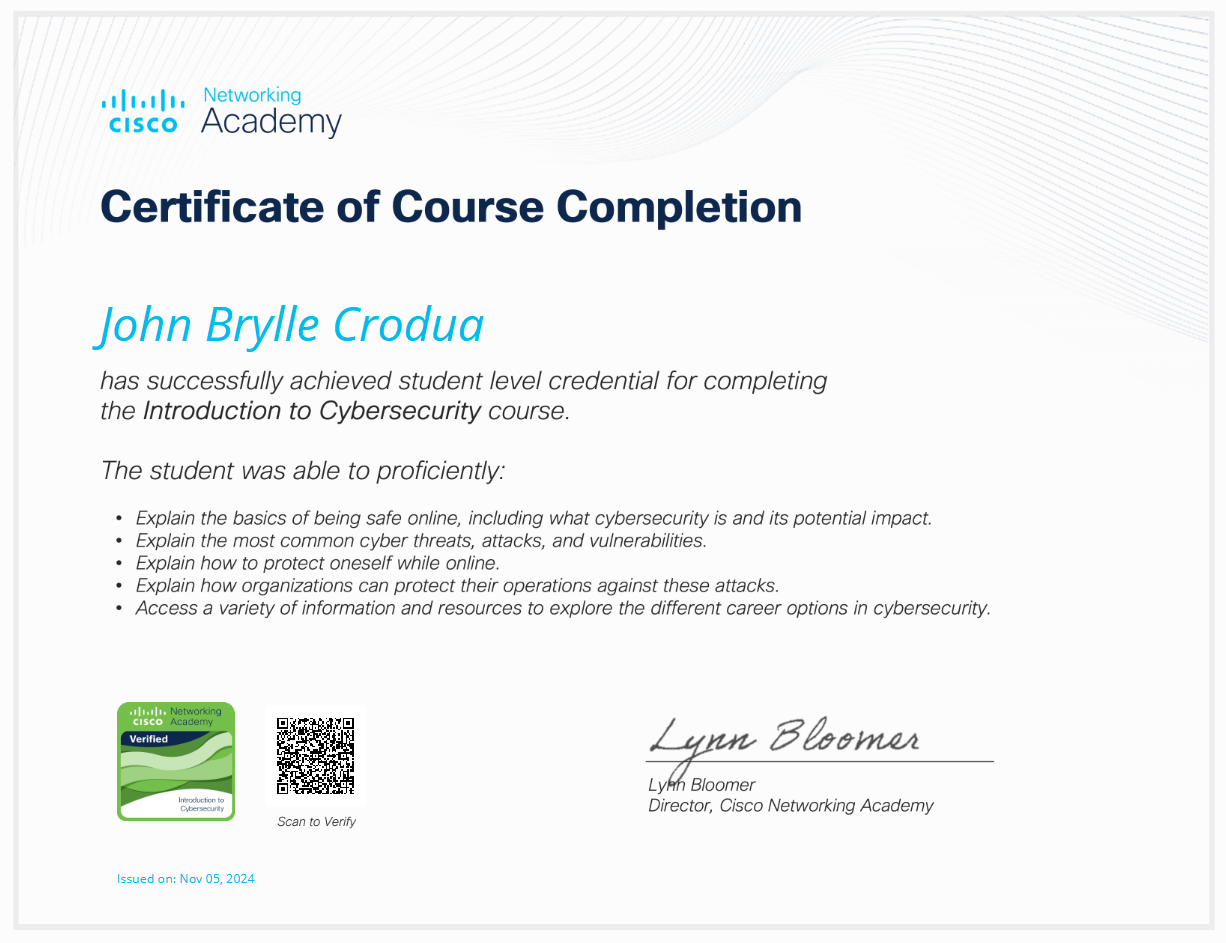 Networking
CISCO Academy
Certificate of Course Completion
John Brylle Crodua
has successfully achieved student level credential for completing
the Introduction to Cybersecurity course.
The student was able to proficiently:
• Explain the basics of being safe online, including what cybersecurity is and its potential impact.
• Explain the most common cyber threats, attacks, and vulnerabilities.
• Explain how to protect oneself while online.
• Explain how organizations can protect their operations against these attacks.
• Access a variety of information and resources to explore the different career options in cybersecurity.
Networking
CISCO Academy
Verified
Introduction to
Cybersecurity
Scan to Verify
Lynn Bloomer
Lynn Bloomer
Director, Cisco Networking Academy
Issued on: Nov 05, 2024